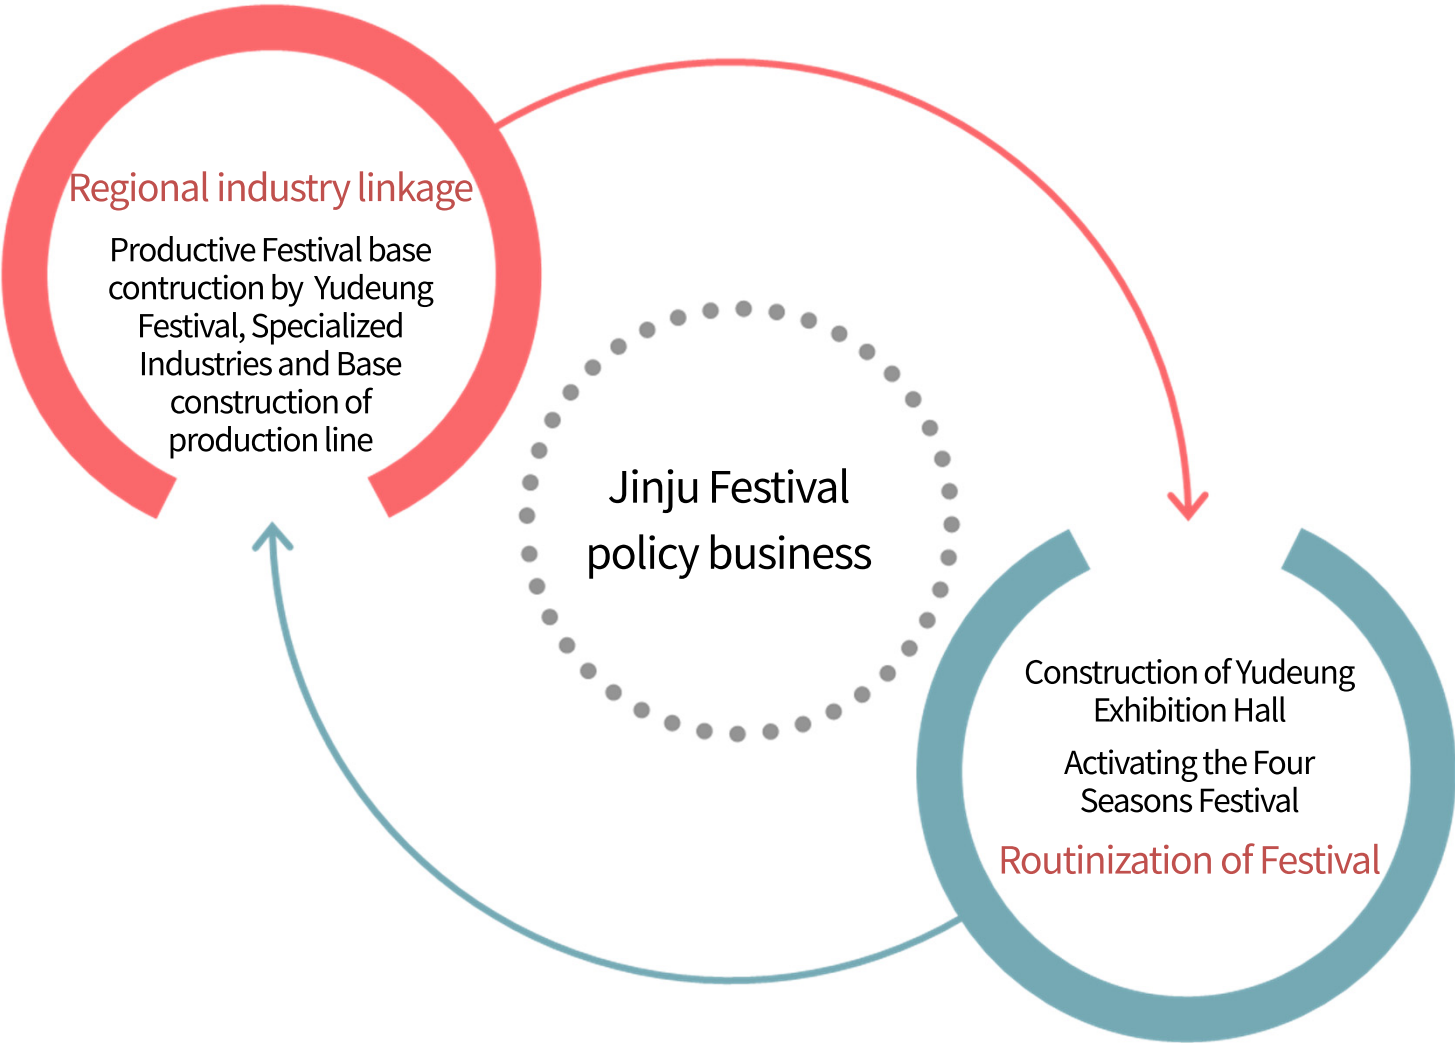 Regional industry linkage
Productive Festival base
contruction by Yudeung
Festival, Specialized
Industries and Base
construction of
production line
Jinju Festival
policy business
Construction of Yudeung
Exhibition Hall
Activating the Four
Seasons Festival
Routinization of Festival